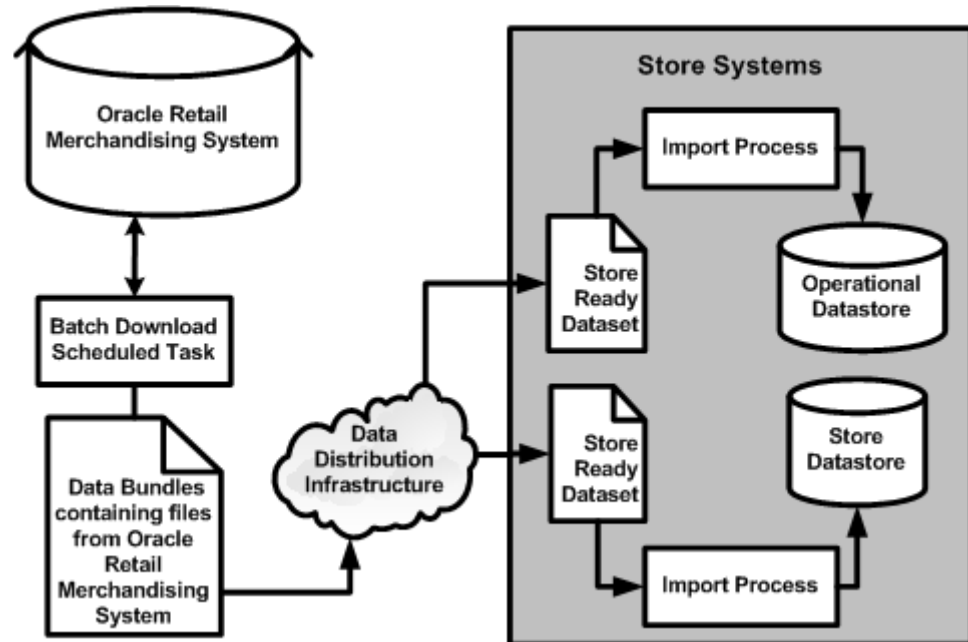 Oracle Retail
Merchandising System
Batch Download
Scheduled Task
Data Bundles
containing files
from Oracle
Retail
Merchandising
System
Data
Distribution
Infrastructure
Store Systems
Import Process
Store
Ready
Dataset
Operational
Datastore
Store
Ready
Dataset
Store
Datastore
Import Process